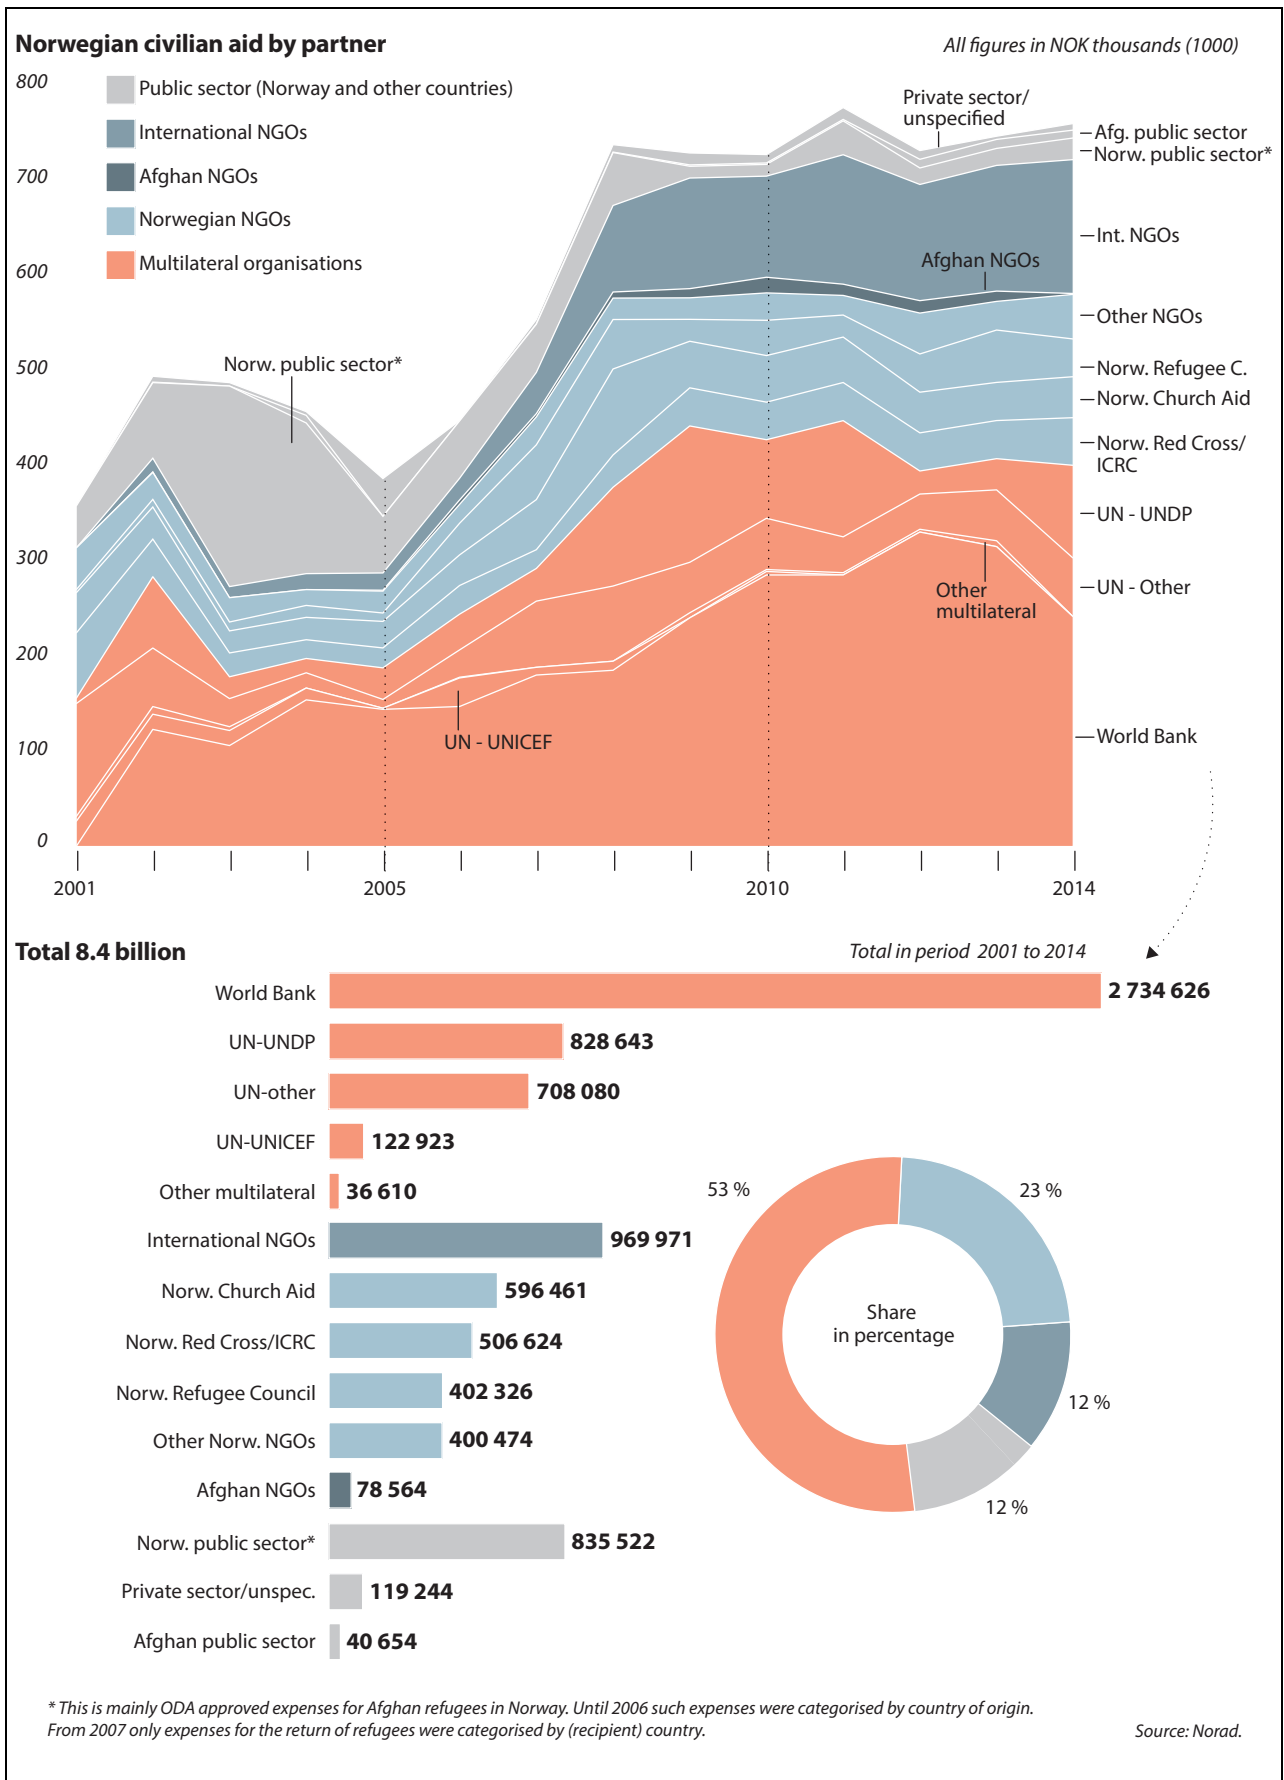 Norwegian civilian aid by partner
All figures in NOK thousands (1000)
800
700
600
500
400
300
200
100
0
Public sector (Norway and other countries)
International NGOs
Afghan NGOs
Norwegian NGOs
Multilateral organisations
Private sector/
unspecified
Afg. public sector
Norw. public sector*
Int. NGOs
Afghan NGOs
Other NGOs
Norw. public sector*
Norw. Refugee C.
Norw. Church Aid
Norw. Red Cross/
ICRC
UN - UNDP
UN - Other
Other
multilateral
UN - UNICEF
World Bank
2001
2005
2010
2014
Total 8.4 billion
Total in period 2001 to 2014
World Bank 2 734 626
UN-UNDP 828 643
UN-other 708 080
UN-UNICEF 122 923
Other multilateral 36 610
International NGOs 969 971
Norw. Church Aid 596 461
Norw. Red Cross/ICRC 506 624
Norw. Refugee Council 402 326
Other Norw. NGOs 400 474
Afghan NGOs 78 564
Norw. public sector* 835 522
Private sector/unspec. 119 244
Afghan public sector 40 654
53 %
23 %
Share
in percentage
12 %
12 %
* This is mainly ODA approved expenses for Afghan refugees in Norway. Until 2006 such expenses were categorised by country of origin.
From 2007 only expenses for the return of refugees were categorised by (recipient) country.
Source: Norad.